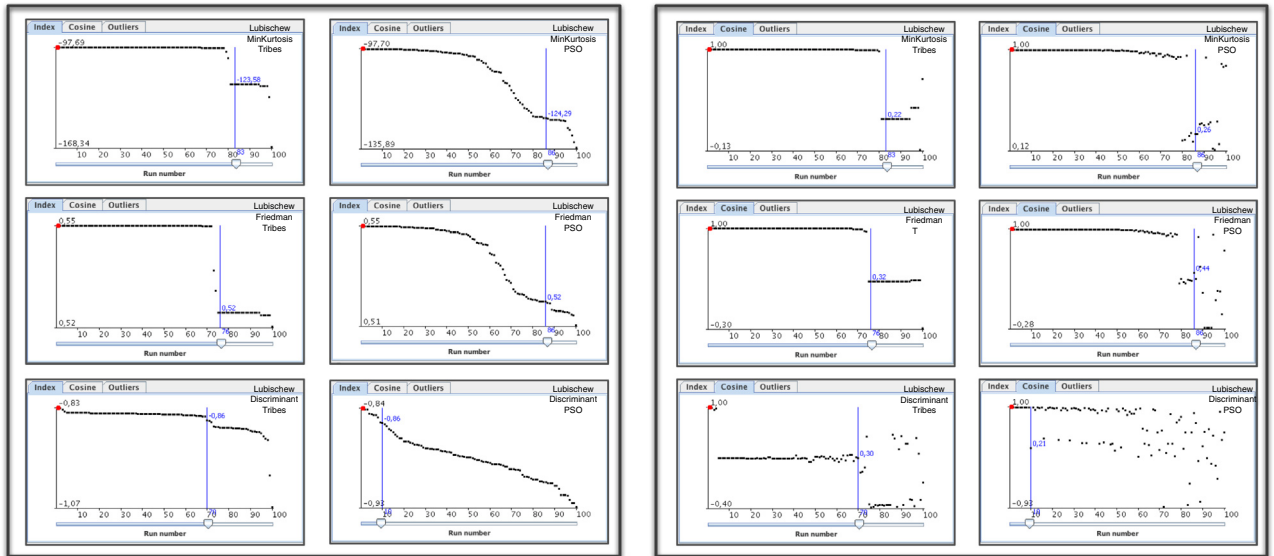 Index Cosine Outliers
Lubischew
MinKurtosis
Tribes
-97,69
-123,58
-168,34
83
10 20 30 40 50 60 70 80 90 100
Run number
Index Cosine Outliers
Lubischew
MinKurtosis
PSO
-97,70
-124,29
-135,89
86
10 20 30 40 50 60 70 80 90 100
Run number
Index Cosine Outliers
Lubischew
MinKurtosis
Tribes
1,00
0,22
-0,13
83
10 20 30 40 50 60 70 80 90 100
Run number
Index Cosine Outliers
Lubischew
MinKurtosis
PSO
1,00
0,26
0,12
86
10 20 30 40 50 60 70 80 90 100
Run number
Index Cosine Outliers
Lubischew
Friedman
Tribes
0,55
0,52
0,52
76
10 20 30 40 50 60 70 80 90 100
Run number
Index Cosine Outliers
Lubischew
Friedman
PSO
0,55
0,52
0,51
86
10 20 30 40 50 60 70 80 90 100
Run number
Index Cosine Outliers
Lubischew
Friedman
T
1,00
0,32
-0,30
76
10 20 30 40 50 60 70 80 90 100
Run number
Index Cosine Outliers
Lubischew
Friedman
PSO
1,00
0,44
-0,28
86
10 20 30 40 50 60 70 80 90 100
Run number
Index Cosine Outliers
Lubischew
Discriminant
Tribes
-0,83
-0,86
-1,07
70
10 20 30 40 50 60 70 80 90 100
Run number
Index Cosine Outliers
Lubischew
Discriminant
PSO
-0,84
-0,86
-0,93
10
10 20 30 40 50 60 70 80 90 100
Run number
Index Cosine Outliers
Lubischew
Discriminant
Tribes
1,00
0,30
-0,40
70
10 20 30 40 50 60 70 80 90 100
Run number
Index Cosine Outliers
Lubischew
Discriminant
PSO
1,00
0,21
-0,92
10
10 20 30 40 50 60 70 80 90 100
Run number